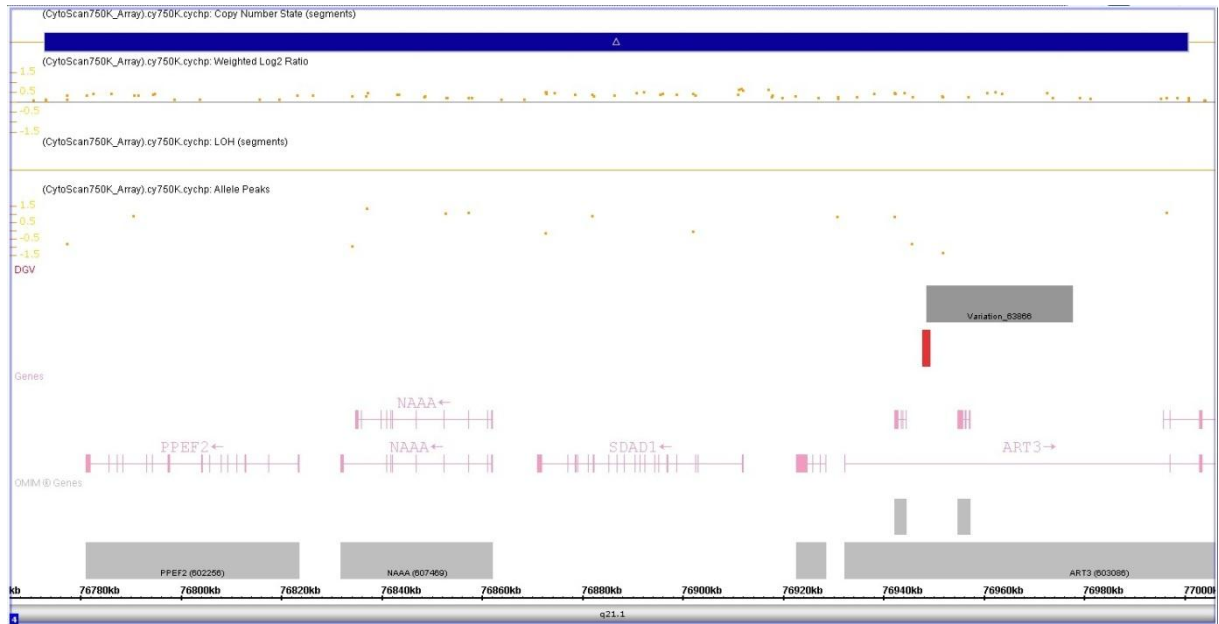 (CytoScan750K_Array).cy750K.cychp: Copy Number State (segments)
△
(CytoScan750K_Array).cy750K.cychp: Weighted Log2 Ratio
1.5
0.5
-0.5
-1.5
(CytoScan750K_Array).cy750K.cychp: LOH (segments)
(CytoScan750K_Array).cy750K.cychp: Allele Peaks
1.5
0.5
-0.5
-1.5
DGV
Variation_63866
Genes
NAAA←
PPEF2← NAAA← SDAD1← ART3→
OMIM ® Genes
PPEF2 (602256) NAAA (607469) ART3 (603086)
kb 76780kb 76800kb 76820kb 76840kb 76860kb 76880kb 76900kb 76920kb 76940kb 76960kb 76980kb 77000
q21.1
4